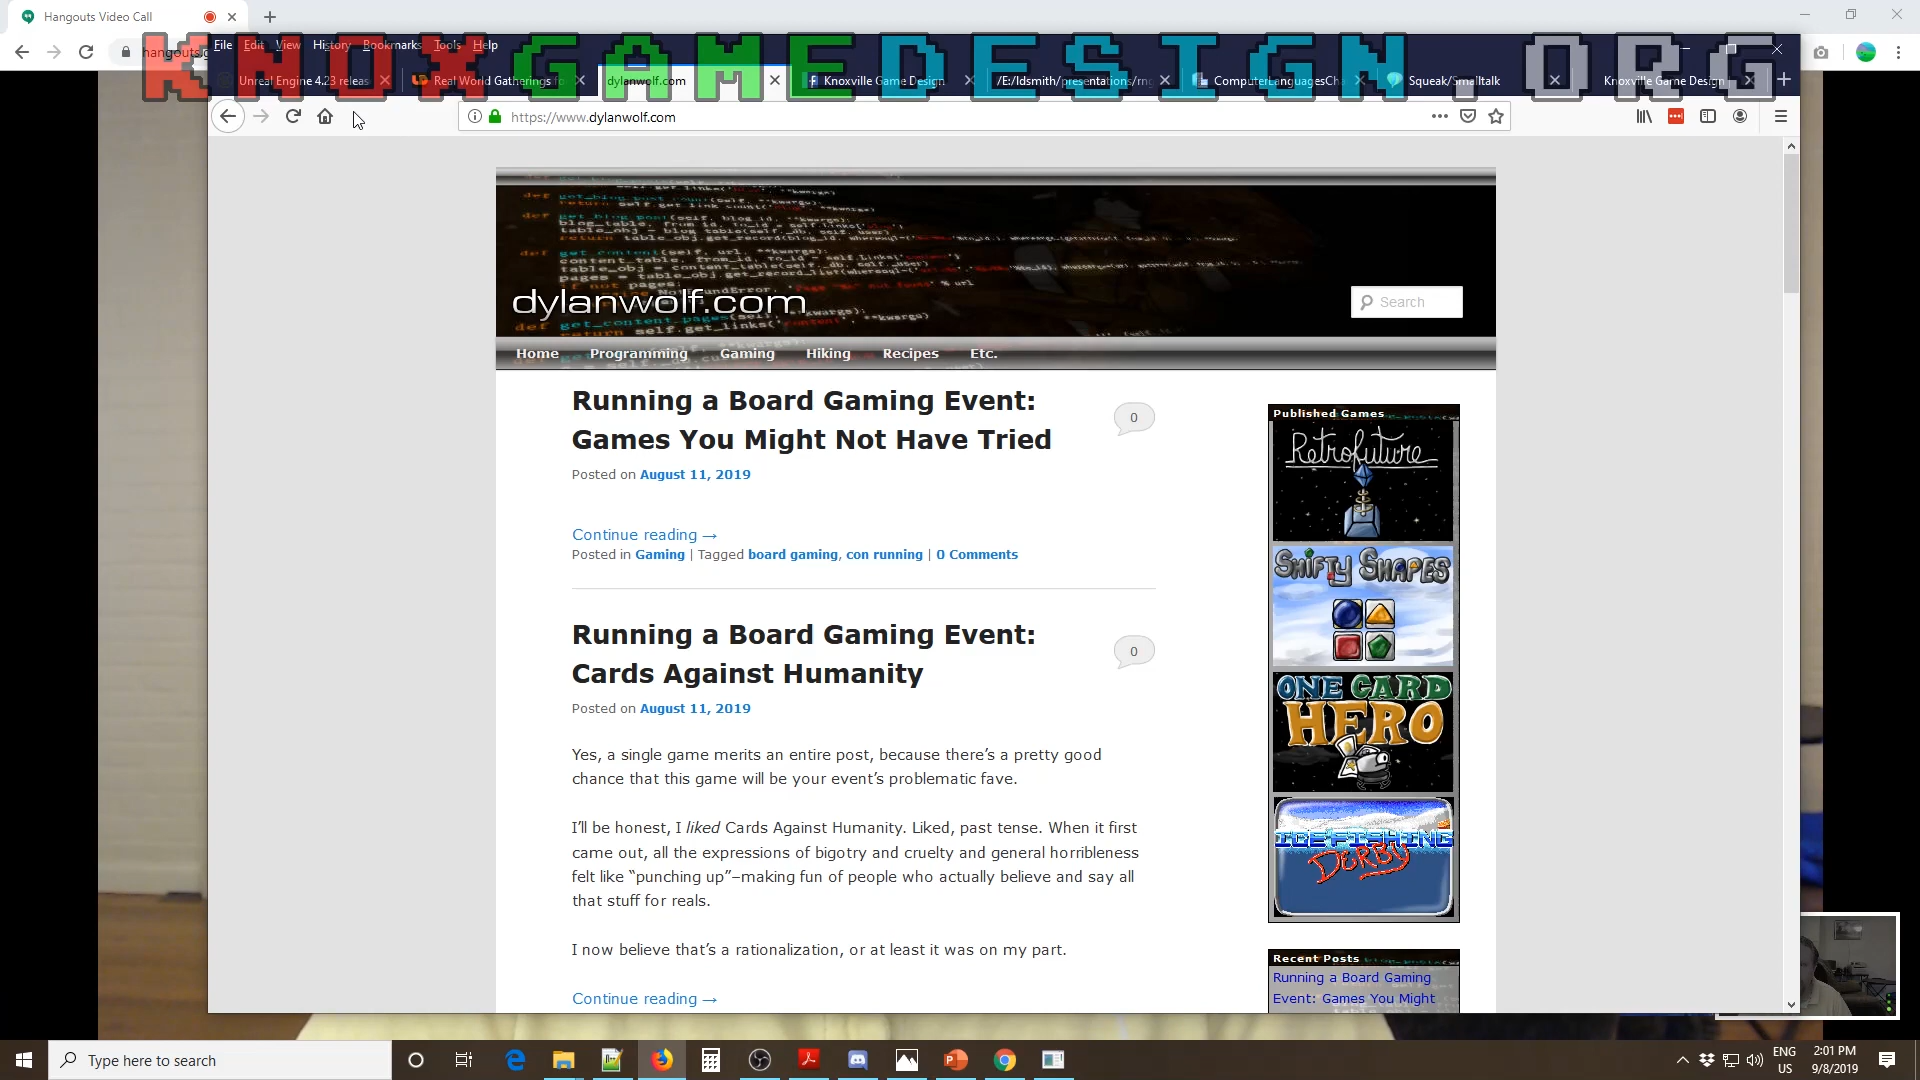 Hangouts Video Call
hangouts.g
KNOXGAMEDESIGN.ORG
File Edit View History Bookmarks Tools Help
Unreal Engine 4.23 releas
Real World Gatherings fo
dylanwolf.com
Knoxville Game Design
/E:/ldsmith/presentations/rng
ComputerLanguagesCha
Squeak/Smalltalk
Knoxville Game Design
https://www.dylanwolf.com
dylanwolf.com
Search
Home Programming Gaming Hiking Recipes Etc.
Running a Board Gaming Event:
Games You Might Not Have Tried
0
Posted on August 11, 2019
Continue reading →
Posted in Gaming | Tagged board gaming, con running | 0 Comments
Running a Board Gaming Event:
Cards Against Humanity
0
Posted on August 11, 2019
Yes, a single game merits an entire post, because there’s a pretty good
chance that this game will be your event’s problematic fave.
I’ll be honest, I liked Cards Against Humanity. Liked, past tense. When it first
came out, all the expressions of bigotry and cruelty and general horribleness
felt like “punching up”–making fun of people who actually believe and say all
that stuff for reals.
I now believe that’s a rationalization, or at least it was on my part.
Continue reading →
Published Games
Retrofuture
Shifty Shapes
ONE CARD
HERO
ICE FISHING
DERBY
Recent Posts
Running a Board Gaming
Event: Games You Might
Type here to search
ENG
US
2:01 PM
9/8/2019